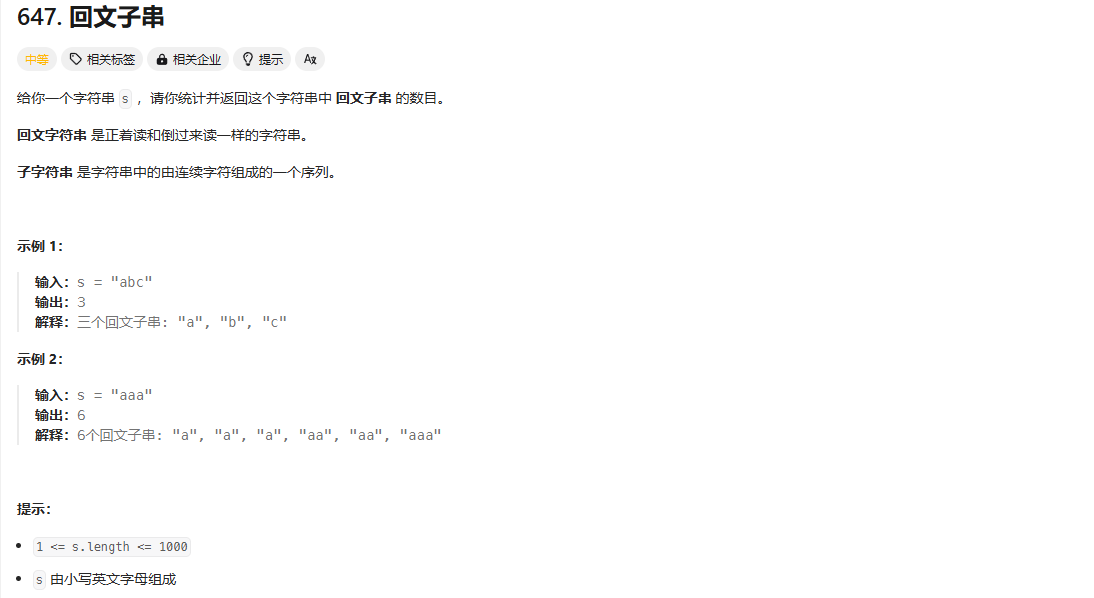 647. 回文子串
中等 相关标签 相关企业 提示 Aあ
给你一个字符串 s ，请你统计并返回这个字符串中 回文子串 的数目。
回文字符串 是正着读和倒过来读一样的字符串。
子字符串 是字符串中的由连续字符组成的一个序列。
示例 1：
输入：s = "abc"
输出：3
解释：三个回文子串: "a", "b", "c"
示例 2：
输入：s = "aaa"
输出：6
解释：6个回文子串: "a", "a", "a", "aa", "aa", "aaa"
提示：
1 <= s.length <= 1000
s 由小写英文字母组成